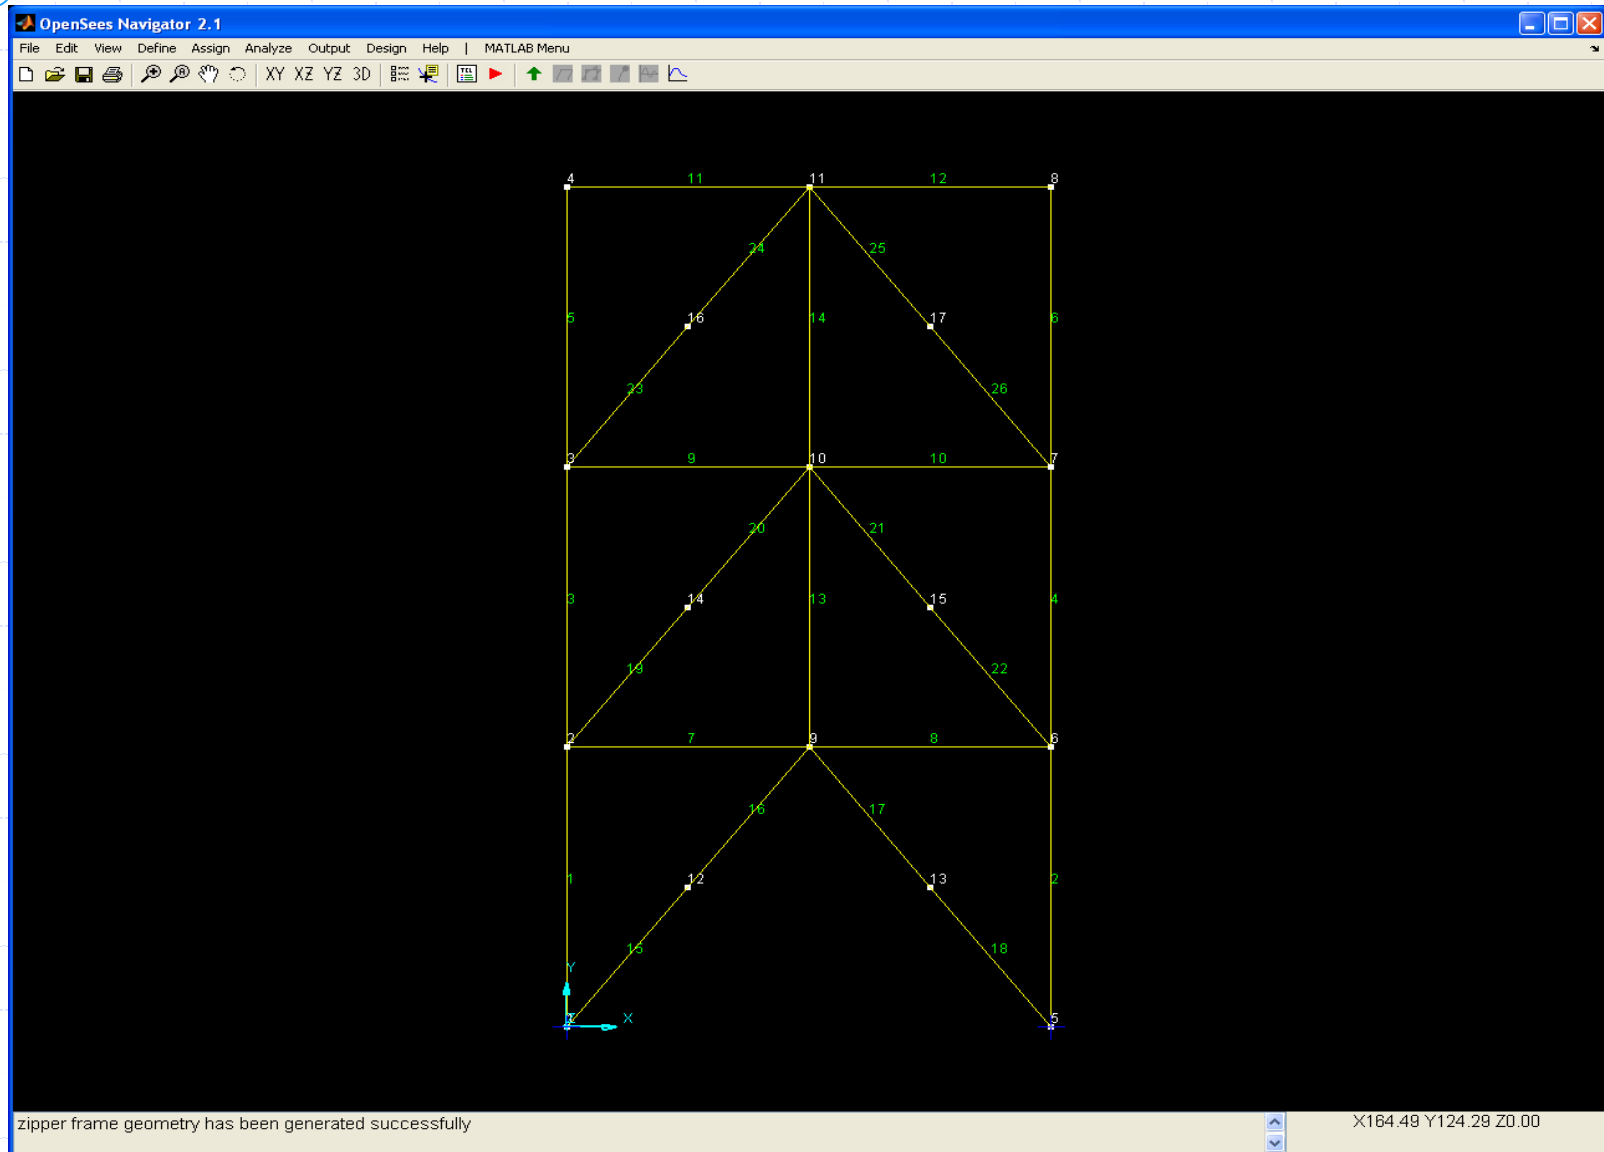 OpenSees Navigator 2.1
File Edit View Define Assign Analyze Output Design Help | MATLAB Menu
XY XZ YZ 3D TCL
4 11 11 12 8
24 25
5 16 14 17 6
23 26
3 9 10 10 7
20 21
3 14 13 15 4
19 22
2 7 9 8 6
16 17
1 12 13 2
15 18
Y
X 5
zipper frame geometry has been generated successfully
X164.49 Y124.29 Z0.00